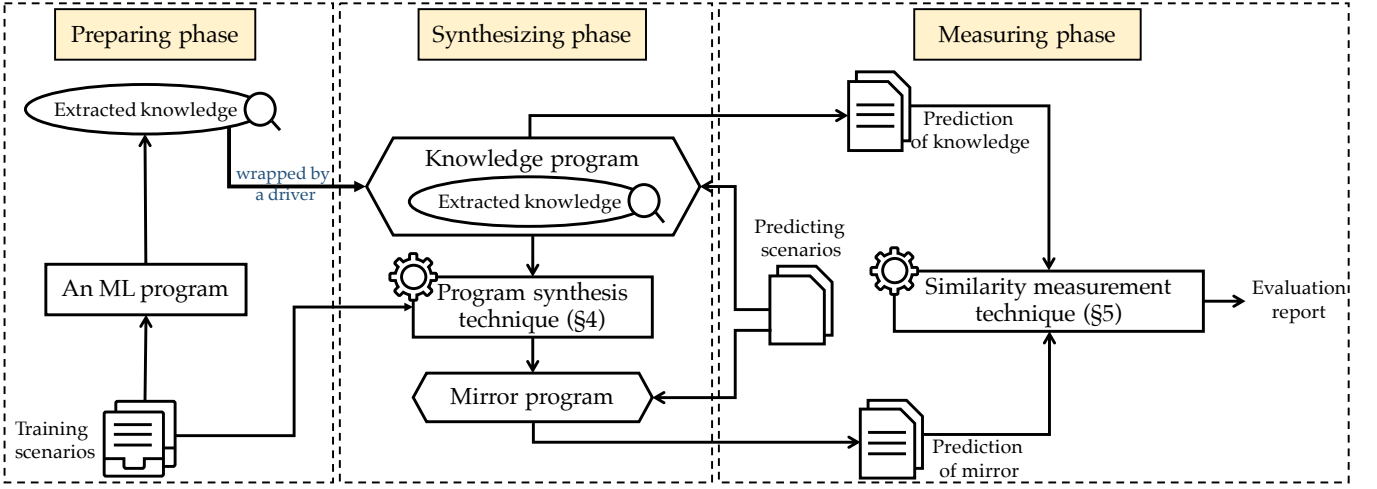 Preparing phase
Extracted knowledge
wrapped by
a driver
An ML program
Training
scenarios
Synthesizing phase
Knowledge program
Extracted knowledge
Program synthesis
technique (§4)
Mirror program
Predicting
scenarios
Measuring phase
Prediction
of knowledge
Similarity measurement
technique (§5)
Evaluation
report
Prediction
of mirror